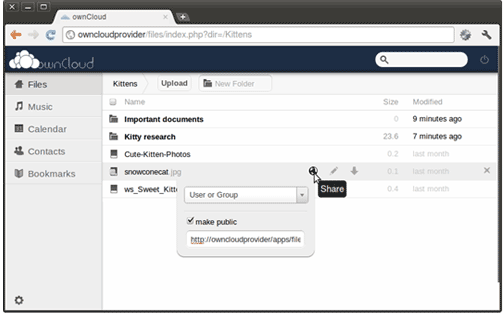 ownCloud
owncloudprovider/files/index.php?dir=/Kittens
ownCloud
Files
Kittens
Upload
New Folder
Music
Name
Size
Modified
Important documents
0
9 minutes ago
Calendar
Kitty research
23.6
7 minutes ago
Contacts
Cute-Kitten-Photos
0.2
last month
Bookmarks
snowconecat.jpg
0.1
last month
ws_Sweet_Kitte
0.4
last month
Share
User or Group
make public
http://owncloudprovider/apps/file